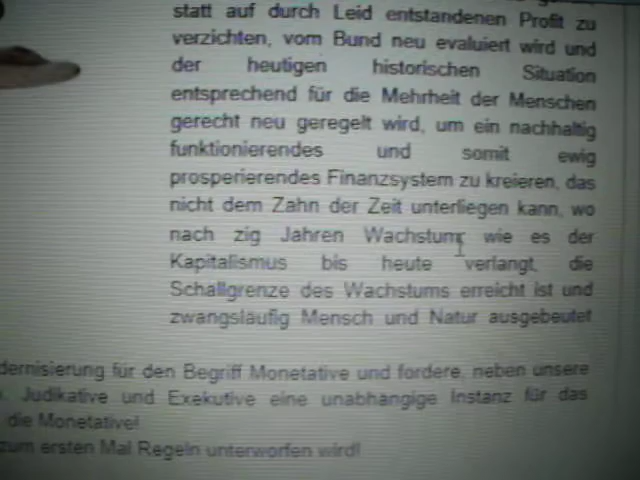 statt auf durch Leid entstandenen Profit zu
verzichten, vom Bund neu evaluiert wird und
der heutigen historischen Situation
entsprechend für die Mehrheit der Menschen
gerecht neu geregelt wird, um ein nachhaltig
funktionierendes und somit ewig
prosperierendes Finanzsystem zu kreieren, das
nicht dem Zahn der Zeit unterliegen kann, wo
nach zig Jahren Wachstum, wie es der
Kapitalismus bis heute verlangt, die
Schallgrenze des Wachstums erreicht ist und
zwangsläufig Mensch und Natur ausgebeutet
dernisierung für den Begriff Monetative und fordere, neben unsere
Judikative und Exekutive eine unabhängige Instanz für das
die Monetative!
zum ersten Mal Regeln unterworfen wird!